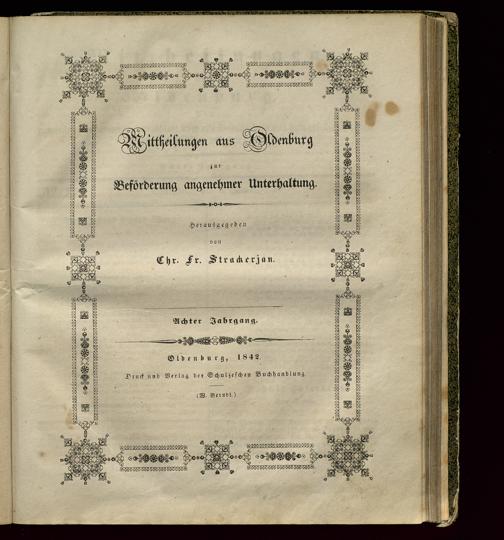 Mittheilungen aus Oldenburg
zur
Beförderung angenehmer Unterhaltung.
Herausgegeben
von
Chr. Fr. Strackerjan.
Achter Jahrgang.
Oldenburg, 1842.
Druck und Verlag der Schulzeschen Buchhandlung.
(W. Berndt.)